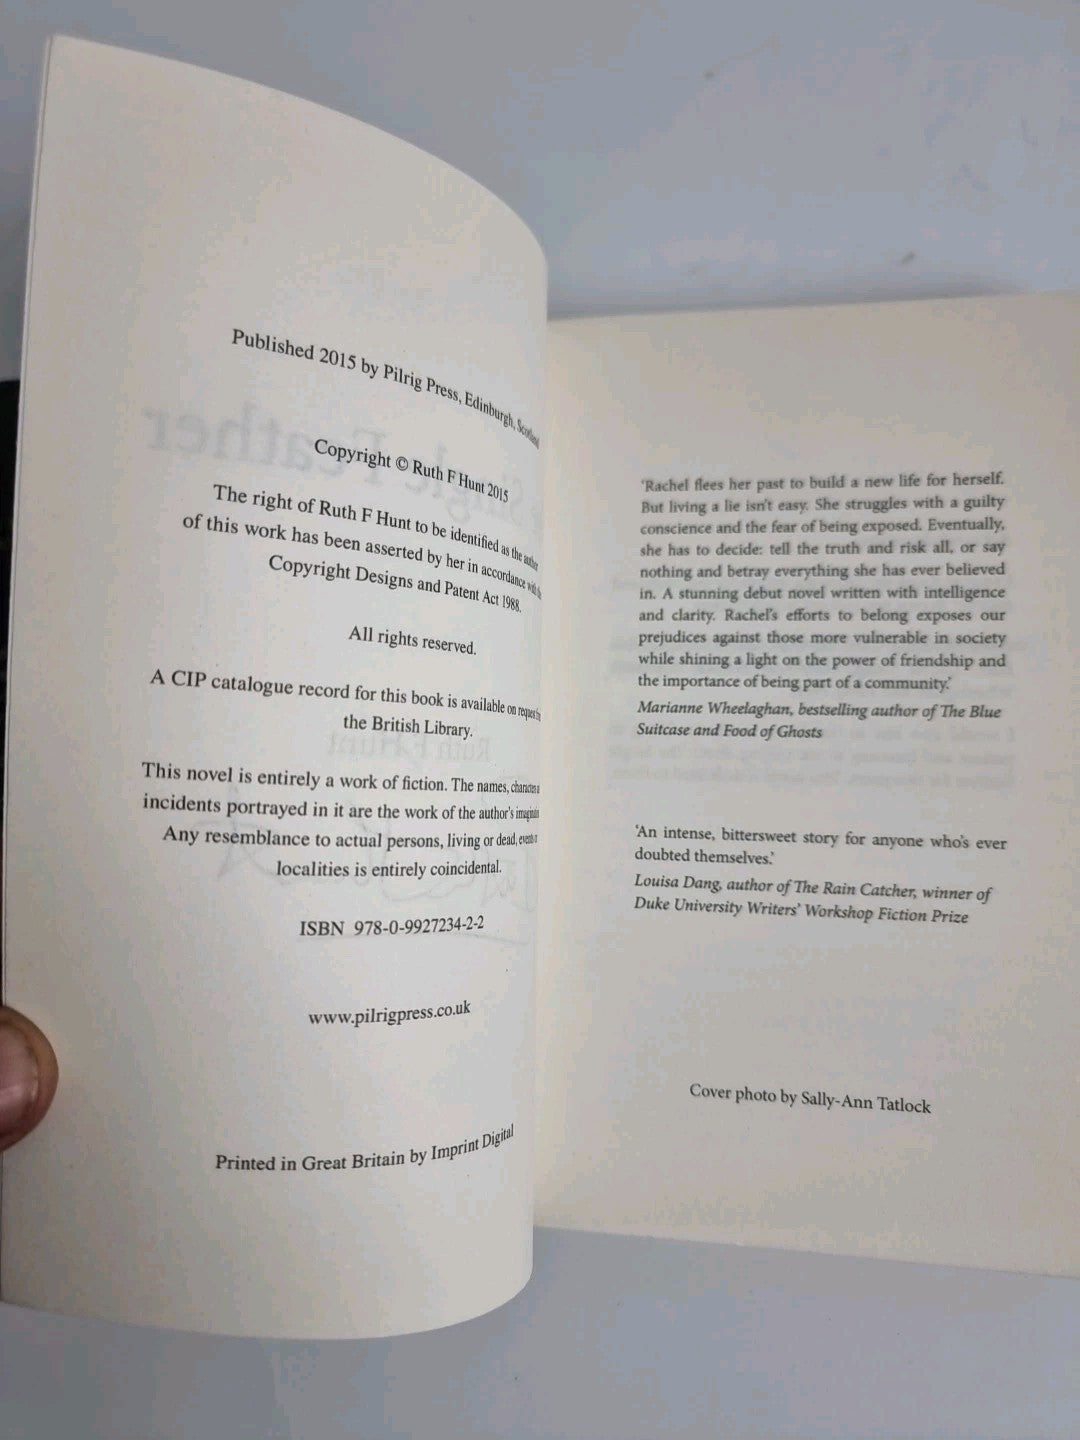 Published 2015 by Pilrig Press, Edinburgh, Scotland
Copyright © Ruth F Hunt 2015
The right of Ruth F Hunt to be identified as the author
of this work has been asserted by her in accordance with the
Copyright Designs and Patent Act 1988.
All rights reserved.
A CIP catalogue record for this book is available on request
the British Library.
This novel is entirely a work of fiction. The names,
incidents portrayed in it are the work of the author's
Any resemblance to actual persons, living or dead,
localities is entirely coincidental.
ISBN 978-0-9927234-2-2
www.pilrigpress.co.uk
Printed in Great Britain by Imprint Digital
'Rachel flees her past to build a new life for herself.
But living a lie isn't easy. She struggles with a guilty
conscience and the fear of being exposed. Eventually,
she has to decide: tell the truth and risk all, or say
nothing and betray everything she has ever believed
in. A stunning debut novel written with intelligence
and clarity. Rachel's efforts to belong exposes our
prejudices against those more vulnerable in society
while shining a light on the power of friendship and
the importance of being part of a community.'
Marianne Wheelaghan, bestselling author of The Blue
Suitcase and Food of Ghosts
'An intense, bittersweet story for anyone who's ever
doubted themselves.'
Louisa Dang, author of The Rain Catcher, winner of
Duke University Writers' Workshop Fiction Prize
Cover photo by Sally-Ann Tatlock